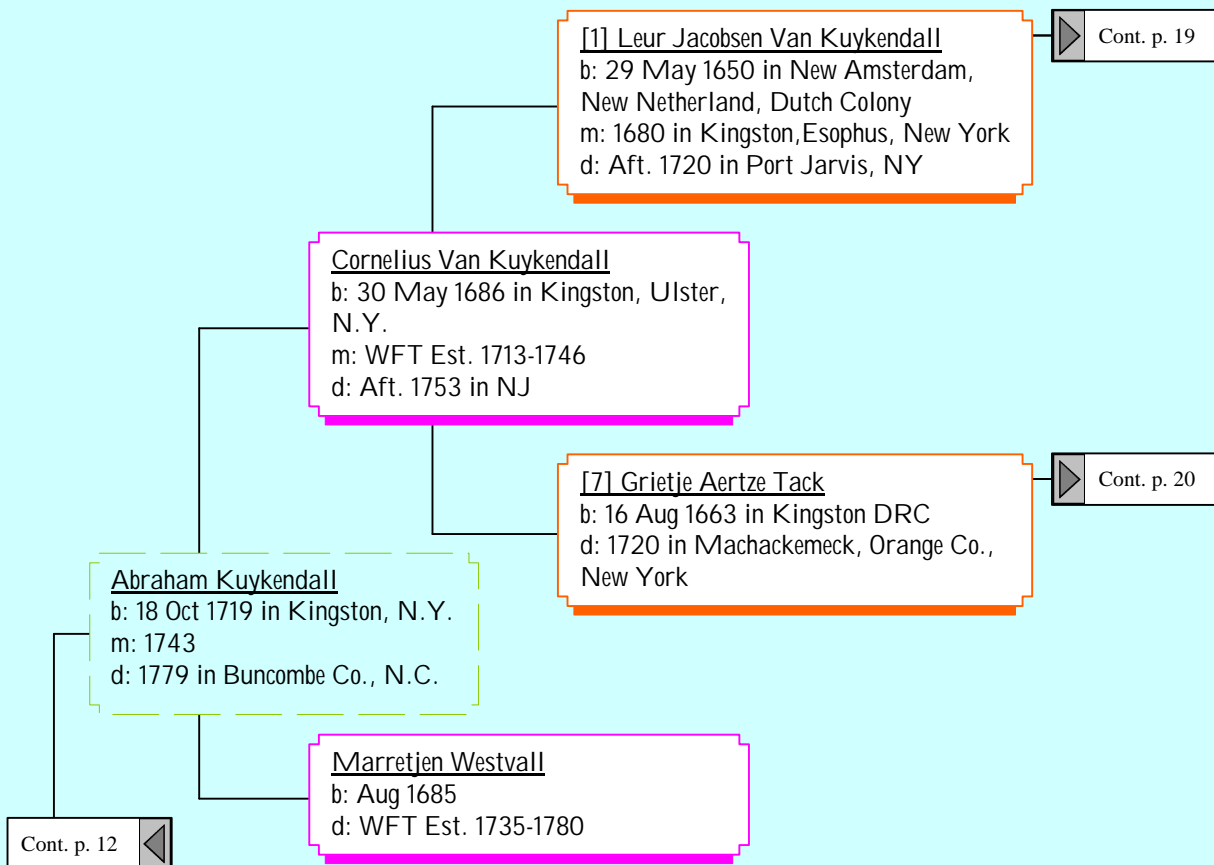 [1] Leur Jacobsen Van Kuykendall
b: 29 May 1650 in New Amsterdam,
New Netherland, Dutch Colony
m: 1680 in Kingston,Esophus, New York
d: Aft. 1720 in Port Jarvis, NY
Cont. p. 19
Cornelius Van Kuykendall
b: 30 May 1686 in Kingston, Ulster,
N.Y.
m: WFT Est. 1713-1746
d: Aft. 1753 in NJ
[7] Grietje Aertze Tack
b: 16 Aug 1663 in Kingston DRC
d: 1720 in Machackemeck, Orange Co.,
New York
Cont. p. 20
Abraham Kuykendall
b: 18 Oct 1719 in Kingston, N.Y.
m: 1743
d: 1779 in Buncombe Co., N.C.
Marretjen Westvall
b: Aug 1685
d: WFT Est. 1735-1780
Cont. p. 12